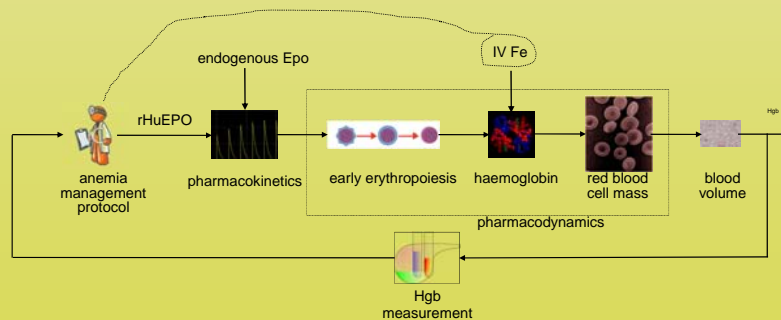 IV Fe
endogenous Epo
Hgb
rHuEPO
anemia
management
protocol
pharmacokinetics
early erythropoiesis
haemoglobin
red blood
cell mass
blood
volume
pharmacodynamics
Hgb
measurement